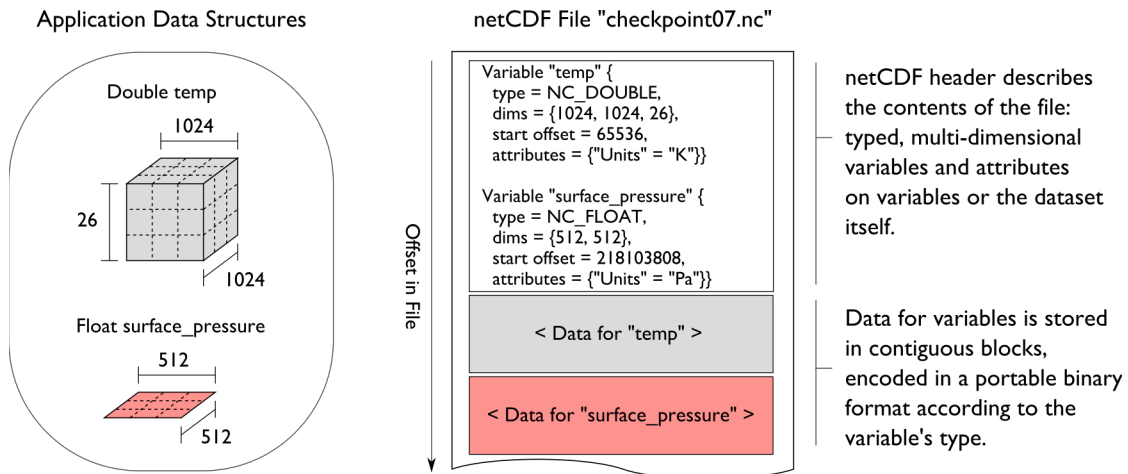 Application Data Structures
Double temp
1024
26
1024
Float surface_pressure
512
512
netCDF File "checkpoint07.nc"
Offset in File
Variable "temp" {
type = NC_DOUBLE,
dims = {1024, 1024, 26},
start offset = 65536,
attributes = {"Units" = "K"}}
Variable "surface_pressure" {
type = NC_FLOAT,
dims = {512, 512},
start offset = 218103808,
attributes = {"Units" = "Pa"}}
< Data for "temp" >
< Data for "surface_pressure" >
netCDF header describes
the contents of the file:
typed, multi-dimensional
variables and attributes
on variables or the dataset
itself.
Data for variables is stored
in contiguous blocks,
encoded in a portable binary
format according to the
variable's type.